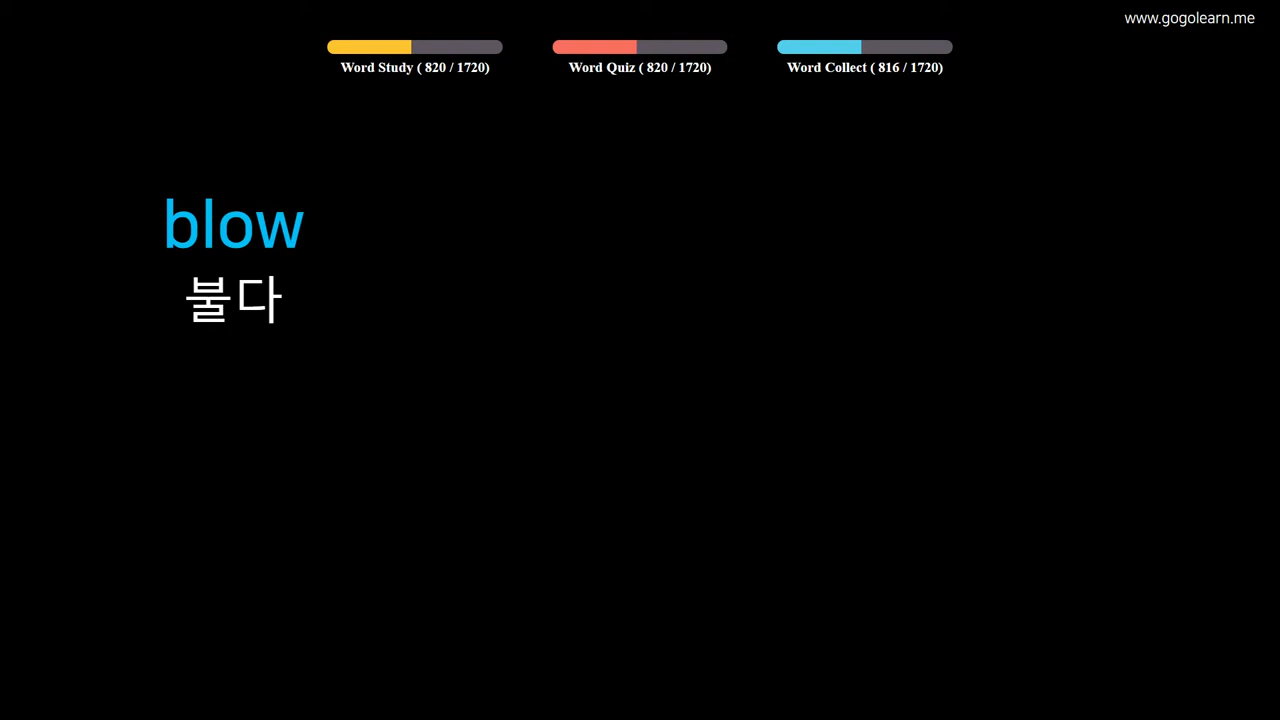 www.gogolearn.me
Word Study ( 820 / 1720)
Word Quiz ( 820 / 1720)
Word Collect ( 816 / 1720)
blow
불다